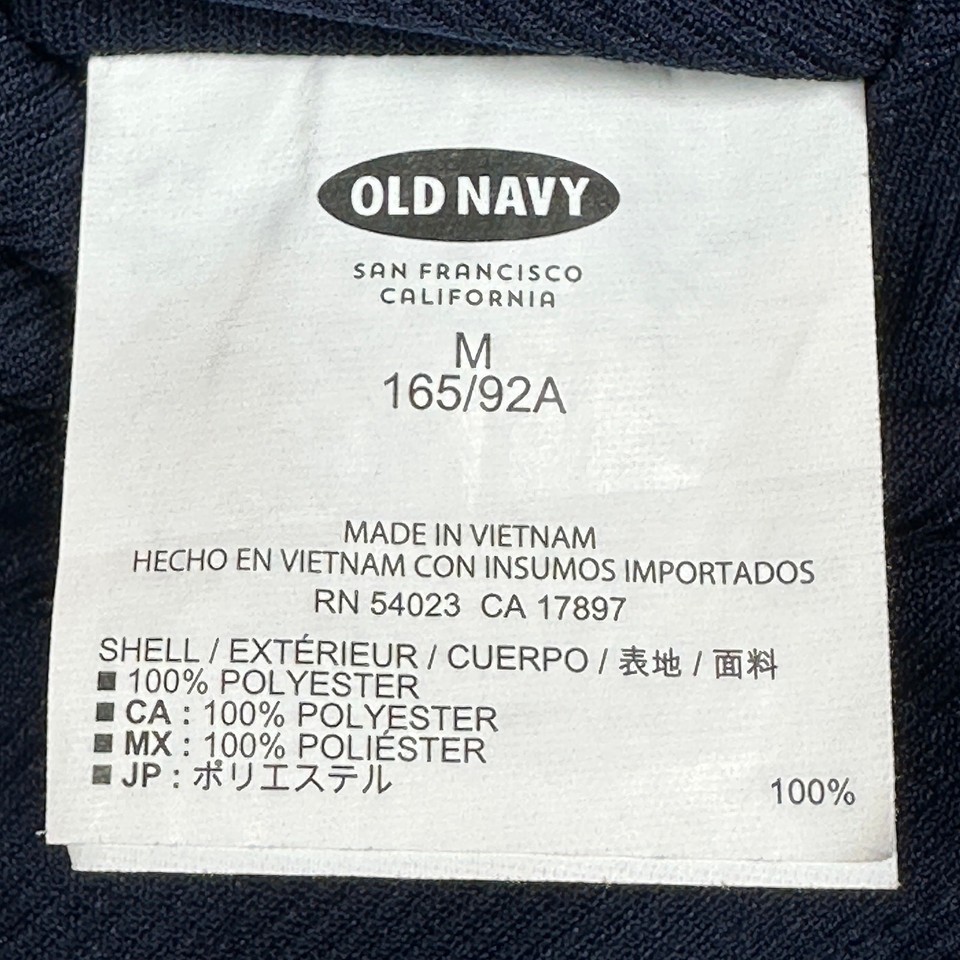 OLD NAVY
SAN FRANCISCO
CALIFORNIA
M
165/92A
MADE IN VIETNAM
HECHO EN VIETNAM CON INSUMOS IMPORTADOS
RN 54023 CA 17897
SHELL / EXTÉRIEUR / CUERPO / 表地 / 面料
■ 100% POLYESTER
■ CA : 100% POLYESTER
■ MX : 100% POLIÉSTER
■ JP : ポリエステル 100%